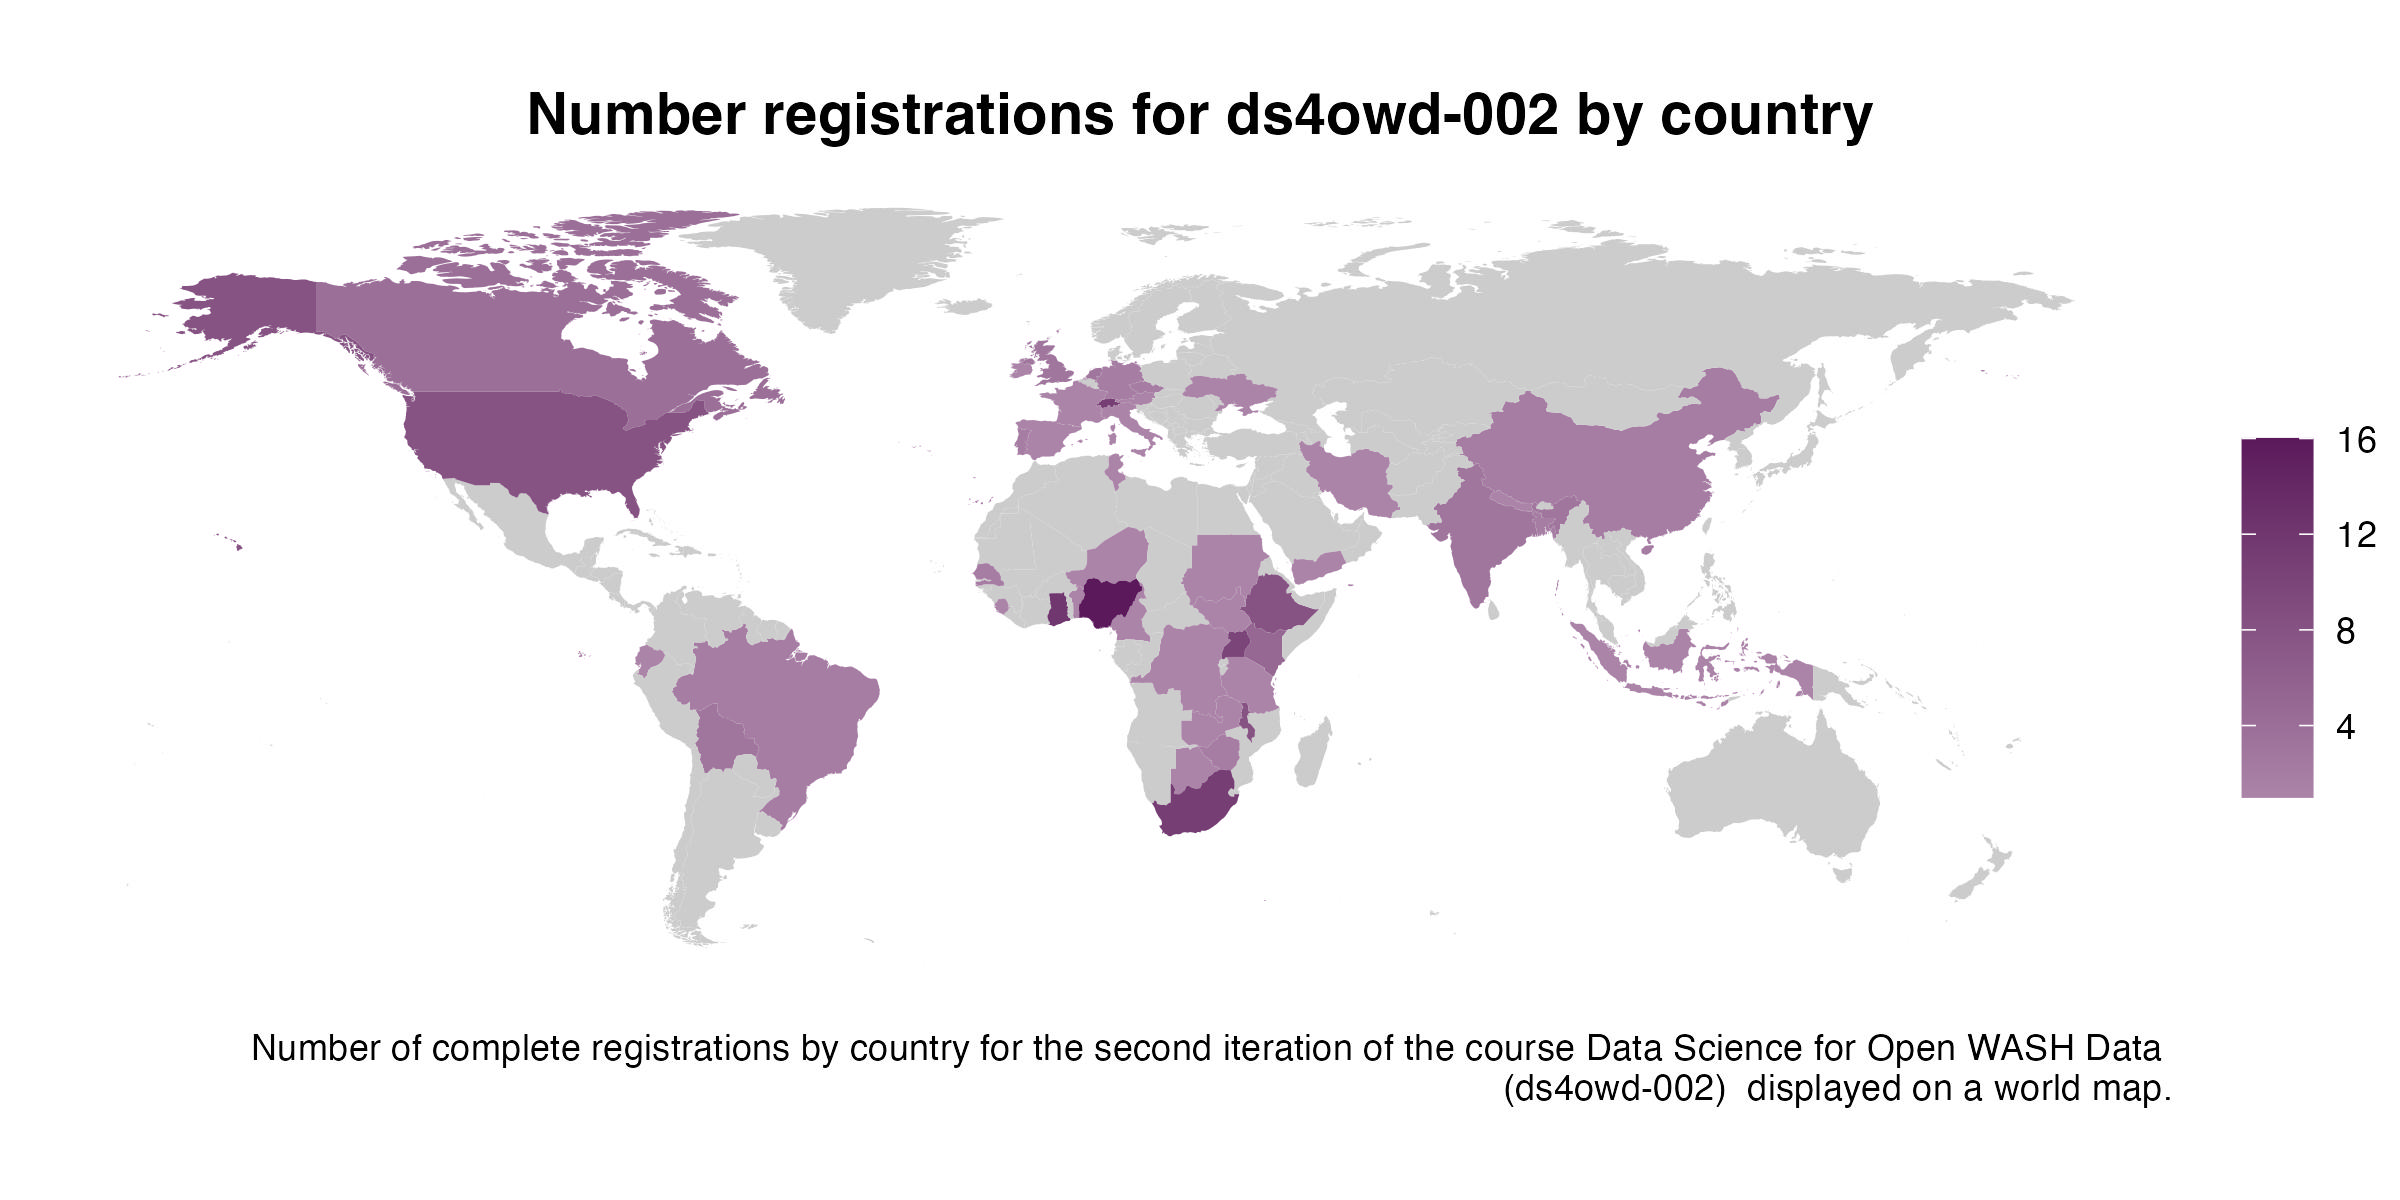 Number registrations for ds4owd-002 by country
16
12
8
4
Number of complete registrations by country for the second iteration of the course Data Science for Open WASH Data
(ds4owd-002)  displayed on a world map.